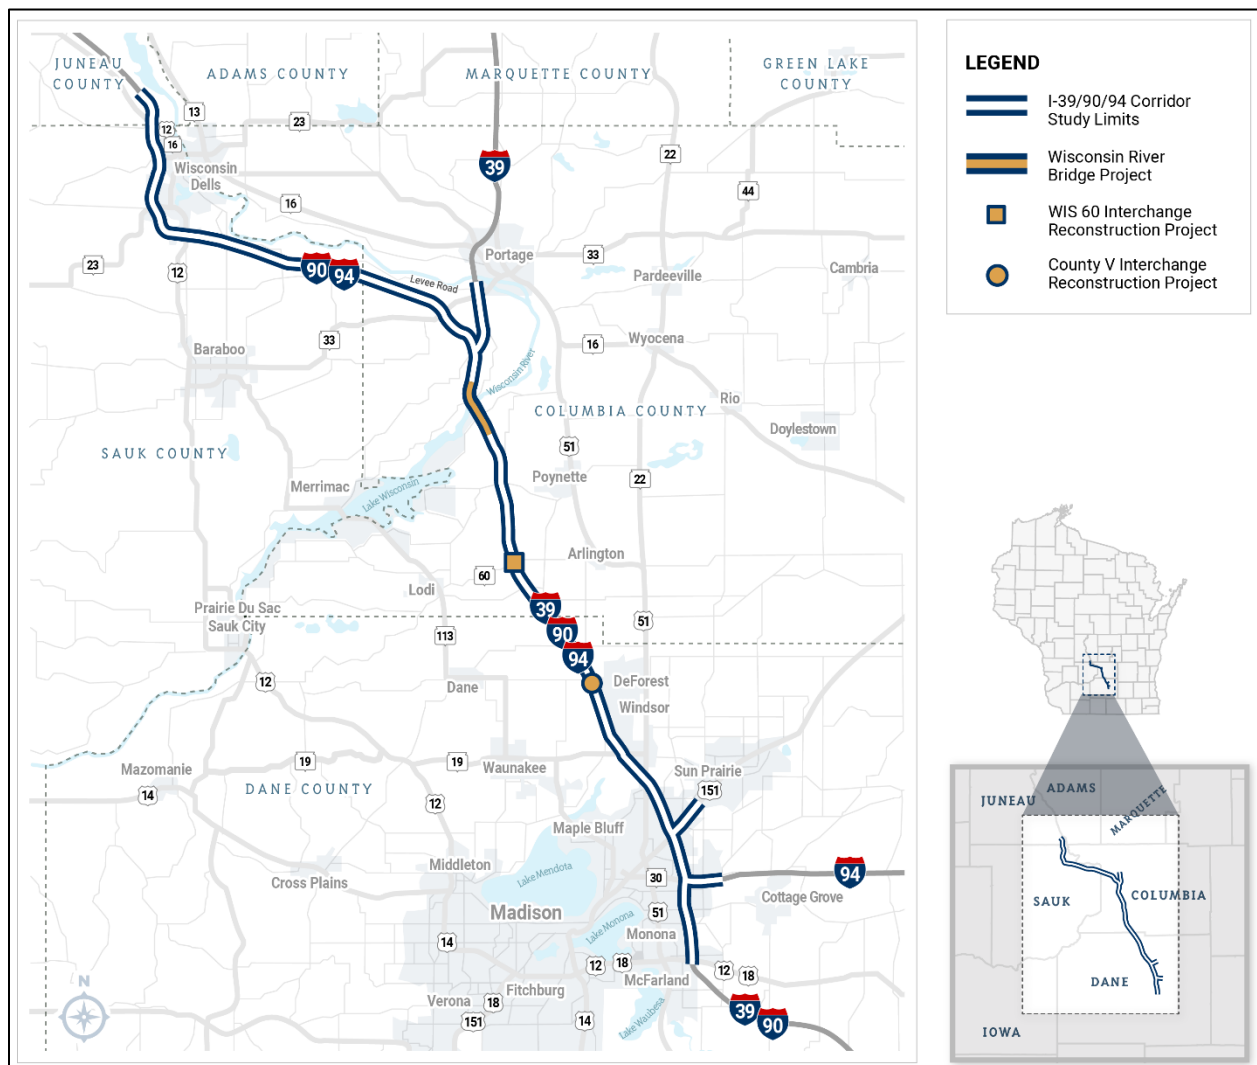 JUNEAU
COUNTY
ADAMS COUNTY
MARQUETTE COUNTY
GREEN LAKE
COUNTY
13
12
16
23
Wisconsin
Dells
39
22
44
16
Portage
33
Pardeeville
Cambria
23
12
90
94
Levee Road
Baraboo
33
16
Wyocena
Wisconsin River
COLUMBIA COUNTY
Rio
Doylestown
SAUK COUNTY
51
Merrimac
Lake Wisconsin
Poynette
22
60
Arlington
Lodi
39
90
94
Prairie Du Sac
Sauk City
113
51
12
Dane
DeForest
Windsor
Mazomanie
14
19
19
Waunakee
Sun Prairie
151
DANE COUNTY
12
Maple Bluff
Middleton
Lake Mendota
Cross Plains
30
94
Cottage Grove
Madison
51
Lake Monona
Monona
14
12
18
McFarland
12
18
N
Verona
18
Fitchburg
151
14
Lake Waubesa
39
90
LEGEND
I-39/90/94 Corridor
Study Limits
Wisconsin River
Bridge Project
WIS 60 Interchange
Reconstruction Project
County V Interchange
Reconstruction Project
ADAMS
JUNEAU
MARQUETTE
SAUK
COLUMBIA
DANE
IOWA